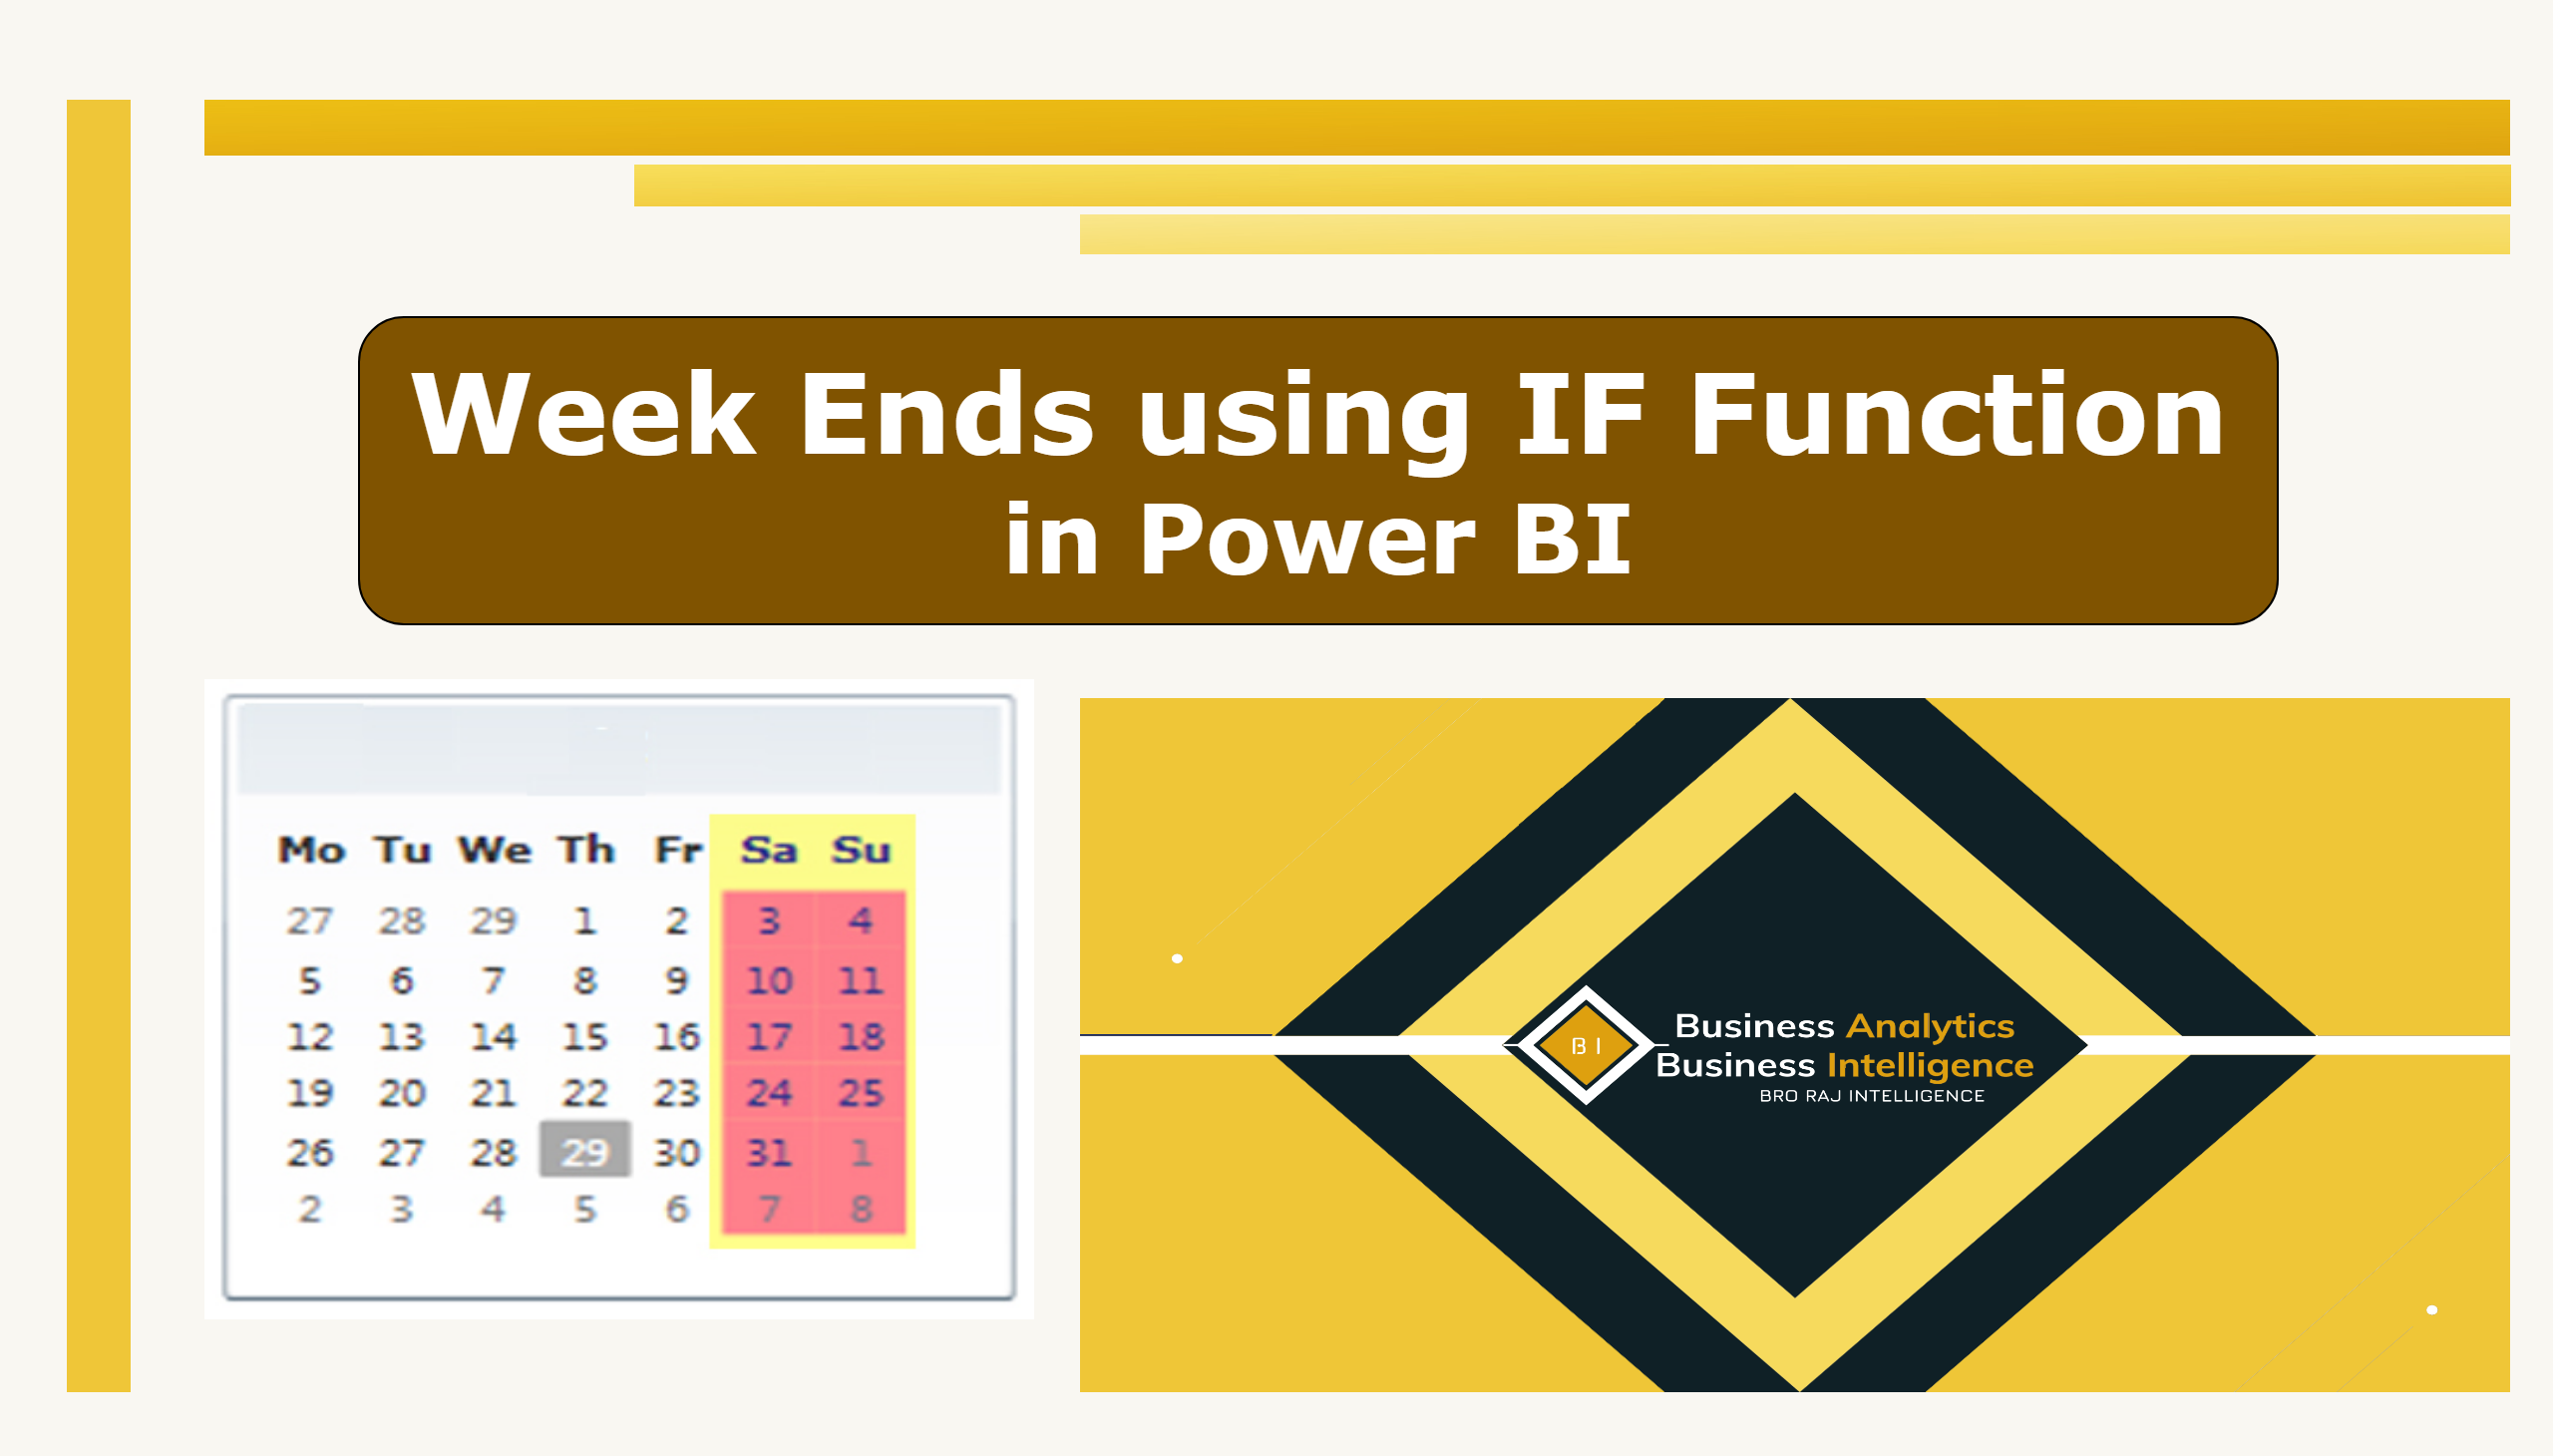 Week Ends using IF Function
in Power BI
Mo Tu We Th Fr Sa Su
27 28 29 1 2 3 4
5 6 7 8 9 10 11
12 13 14 15 16 17 18
19 20 21 22 23 24 25
26 27 28 29 30 31 1
2 3 4 5 6 7 8
BI
Business Analytics
Business Intelligence
BRO RAJ INTELLIGENCE